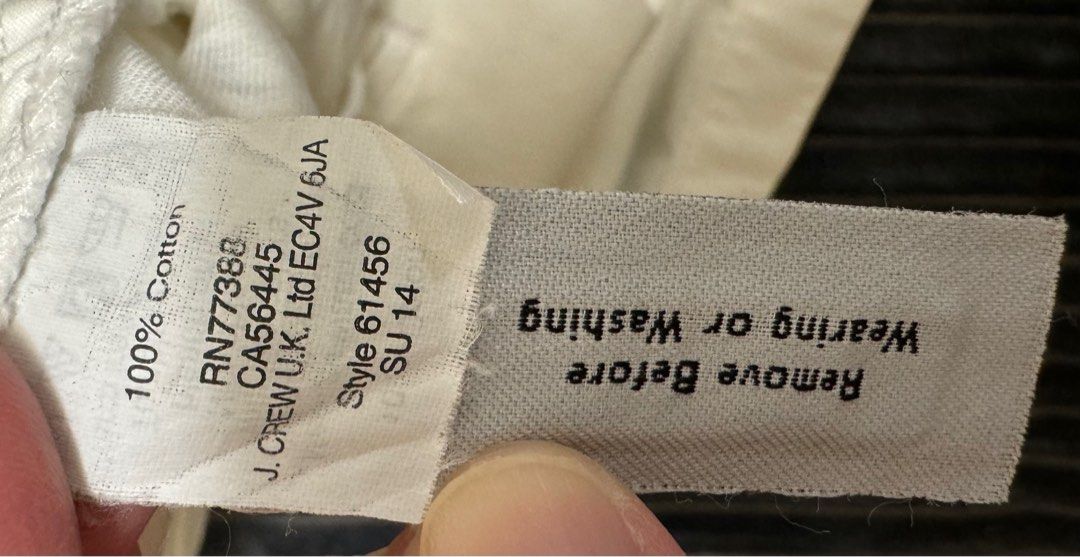 100% Cotton
RN77388
CA56445
J. CREW U.K. Ltd EC4V 6JA
Style 61456
SU 14
Remove Before
Wearing or Washing